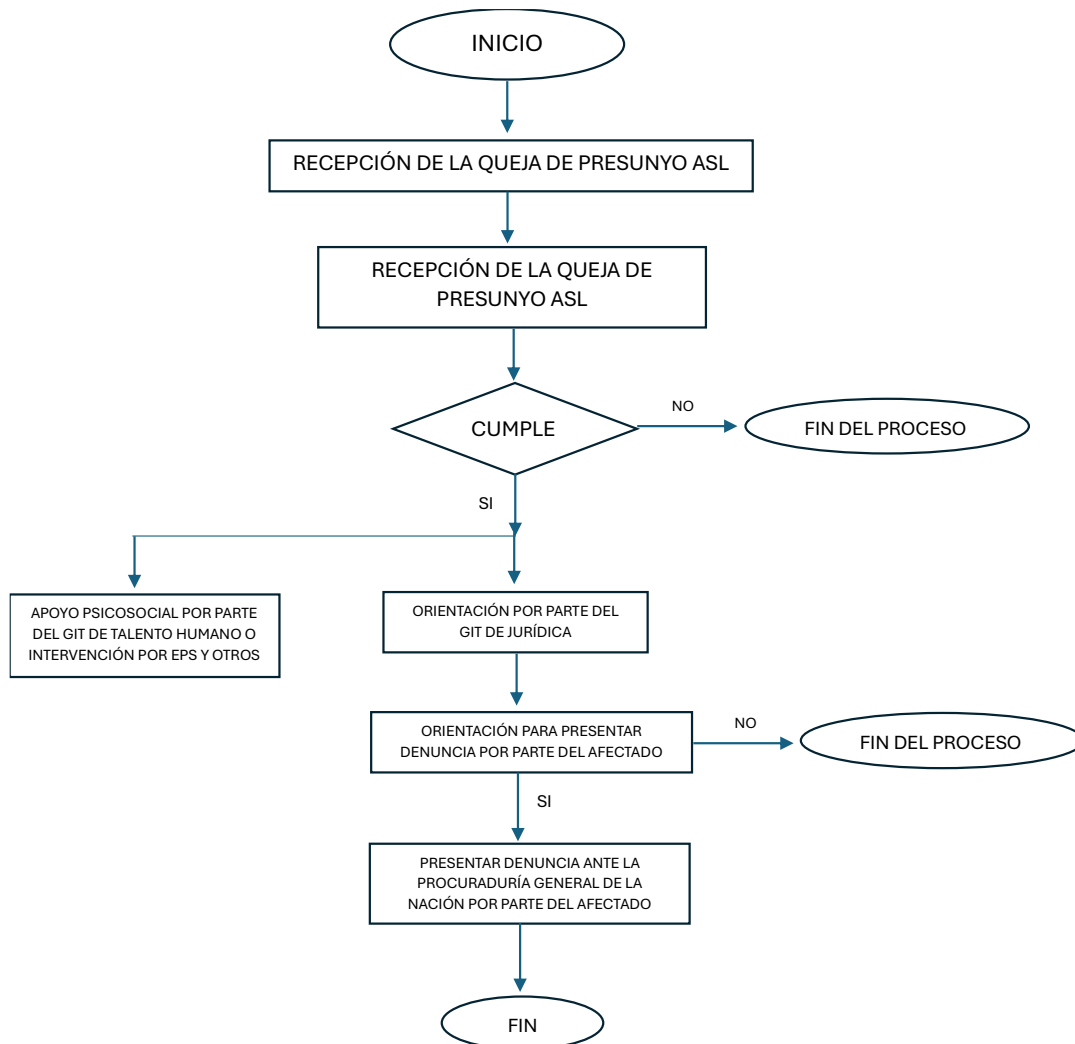 INICIO
RECEPCIÓN DE LA QUEJA DE PRESUNYO ASL
RECEPCIÓN DE LA QUEJA DE
PRESUNYO ASL
CUMPLE
NO
FIN DEL PROCESO
SI
APOYO PSICOSOCIAL POR PARTE
DEL GIT DE TALENTO HUMANO O
INTERVENCIÓN POR EPS Y OTROS
ORIENTACIÓN POR PARTE DEL
GIT DE JURÍDICA
ORIENTACIÓN PARA PRESENTAR
DENUNCIA POR PARTE DEL AFECTADO
NO
FIN DEL PROCESO
SI
PRESENTAR DENUNCIA ANTE LA
PROCURADURÍA GENERAL DE LA
NACIÓN POR PARTE DEL AFECTADO
FIN